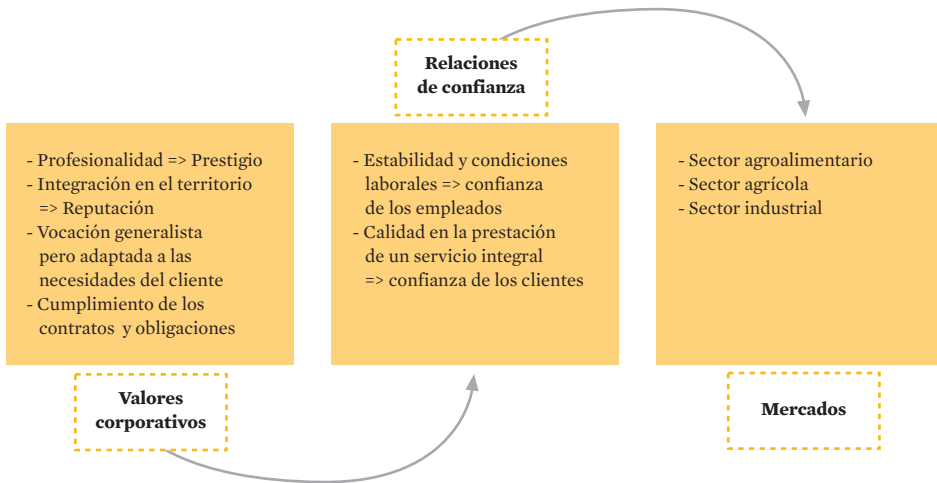 Relaciones
de confianza
- Profesionalidad => Prestigio
- Integración en el territorio
=> Reputación
- Vocación generalista
pero adaptada a las
necesidades del cliente
- Cumplimiento de los
contratos y obligaciones
- Estabilidad y condiciones
laborales => confianza
de los empleados
- Calidad en la prestación
de un servicio integral
=> confianza de los clientes
- Sector agroalimentario
- Sector agrícola
- Sector industrial
Valores
corporativos
Mercados